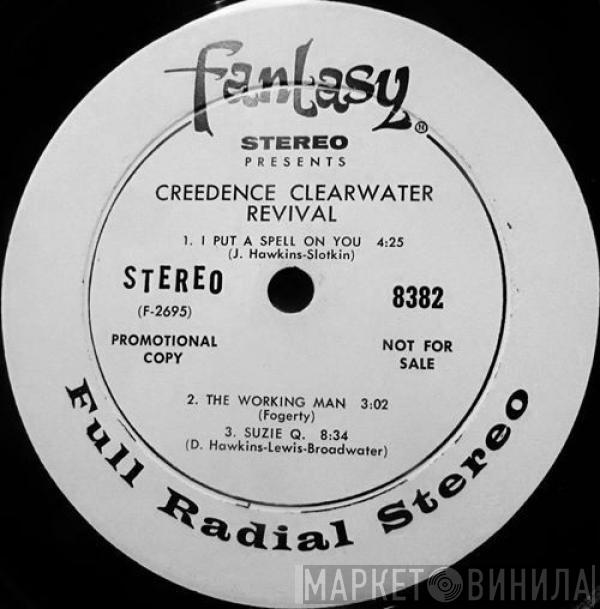 Fantasy
STEREO
PRESENTS
CREEDENCE CLEARWATER
REVIVAL
1. I PUT A SPELL ON YOU 4:25
(J. Hawkins-Slotkin)
STEREO
(F-2695)
8382
PROMOTIONAL
COPY
NOT FOR
SALE
2. THE WORKING MAN 3:02
(Fogerty)
3. SUZIE Q. 8:34
(D. Hawkins-Lewis-Broadwater)
Full Radial Stereo
МАРКЕТ ВИНИЛА